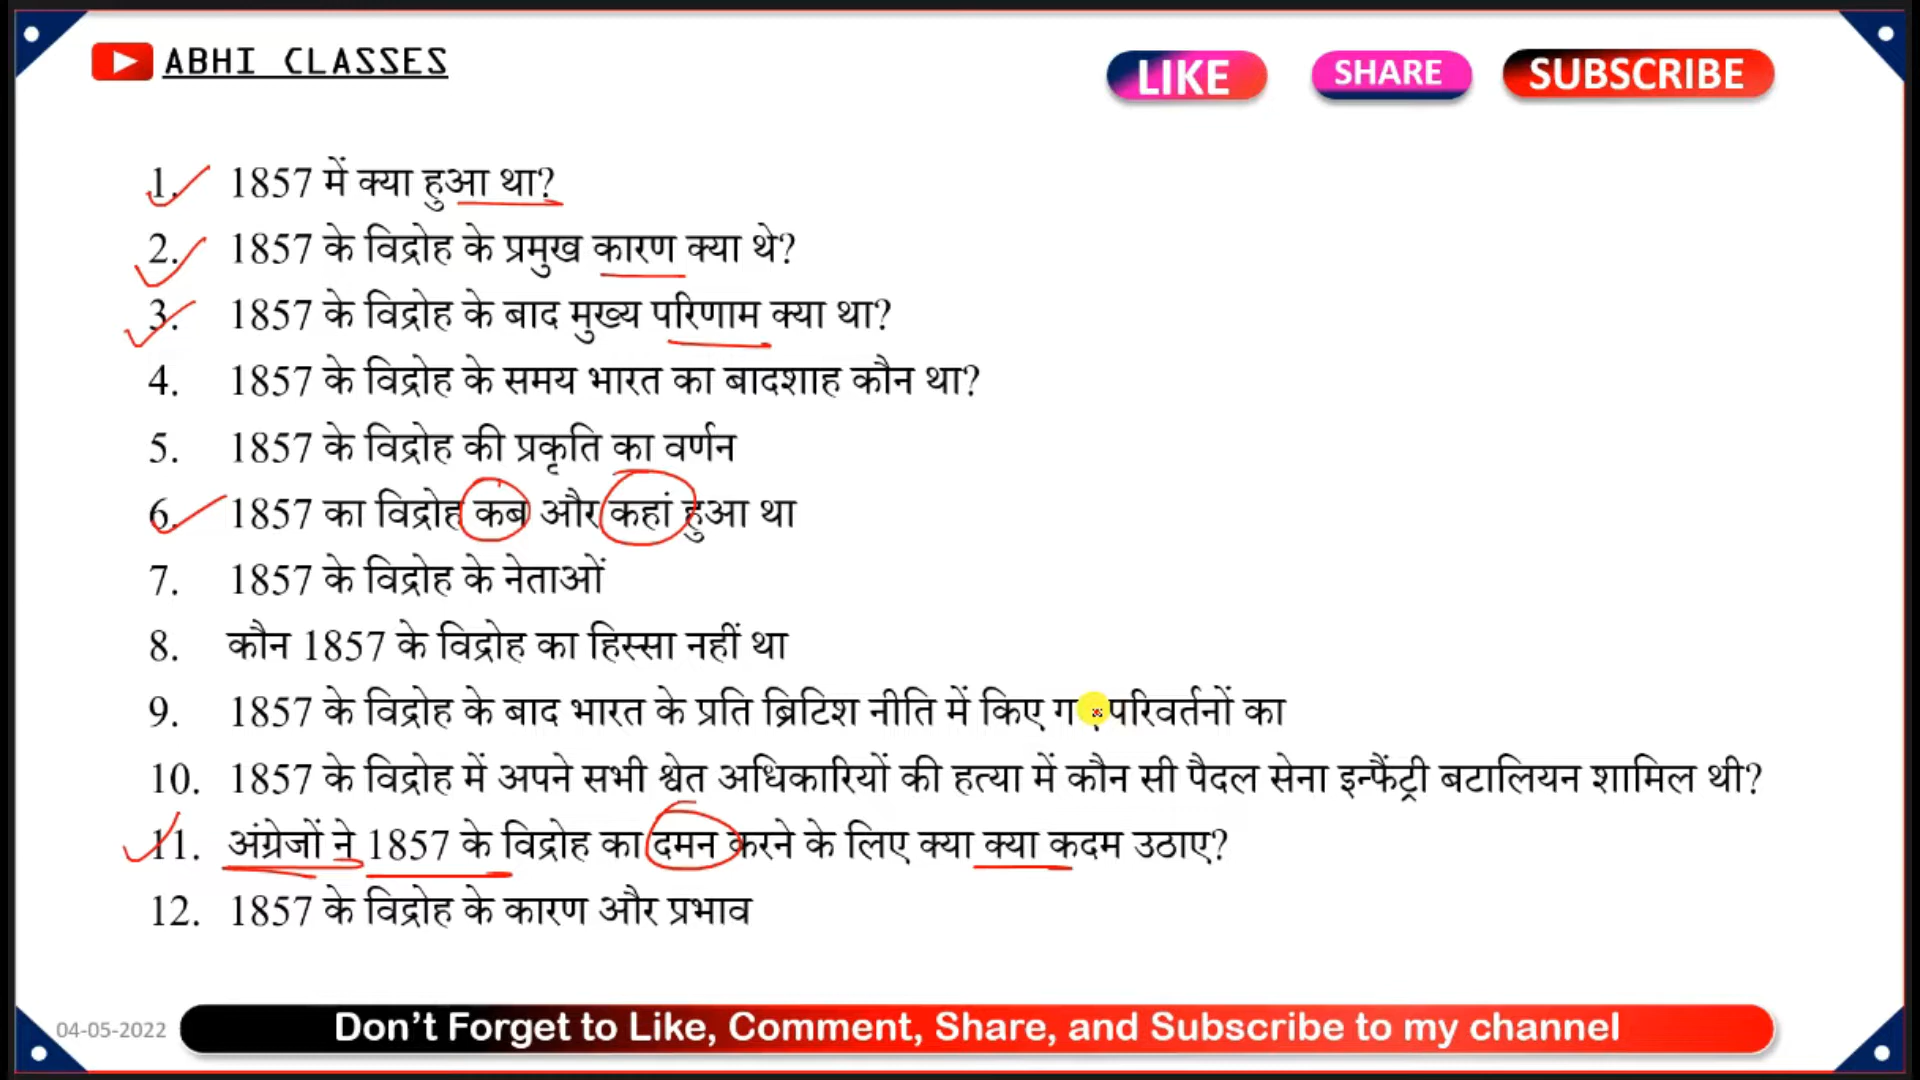 ABHI CLASSES
LIKE
SHARE
SUBSCRIBE
1. 1857 में क्या हुआ था?
2. 1857 के विद्रोह के प्रमुख कारण क्या थे?
3. 1857 के विद्रोह के बाद मुख्य परिणाम क्या था?
4. 1857 के विद्रोह के समय भारत का बादशाह कौन था?
5. 1857 के विद्रोह की प्रकृति का वर्णन
6. 1857 का विद्रोह कब और कहां हुआ था
7. 1857 के विद्रोह के नेताओं
8. कौन 1857 के विद्रोह का हिस्सा नहीं था
9. 1857 के विद्रोह के बाद भारत के प्रति ब्रिटिश नीति में किए परिवर्तनों का
10. 1857 के विद्रोह में अपने सभी श्वेत अधिकारियों की हत्या में कौन सी पैदल सेना इन्फैंट्री बटालियन शामिल थी?
11. अंग्रेजों ने 1857 के विद्रोह का दमन करने के लिए क्या क्या कदम उठाए?
12. 1857 के विद्रोह के कारण और प्रभाव
04-05-2022
Don't Forget to Like, Comment, Share, and Subscribe to my channel